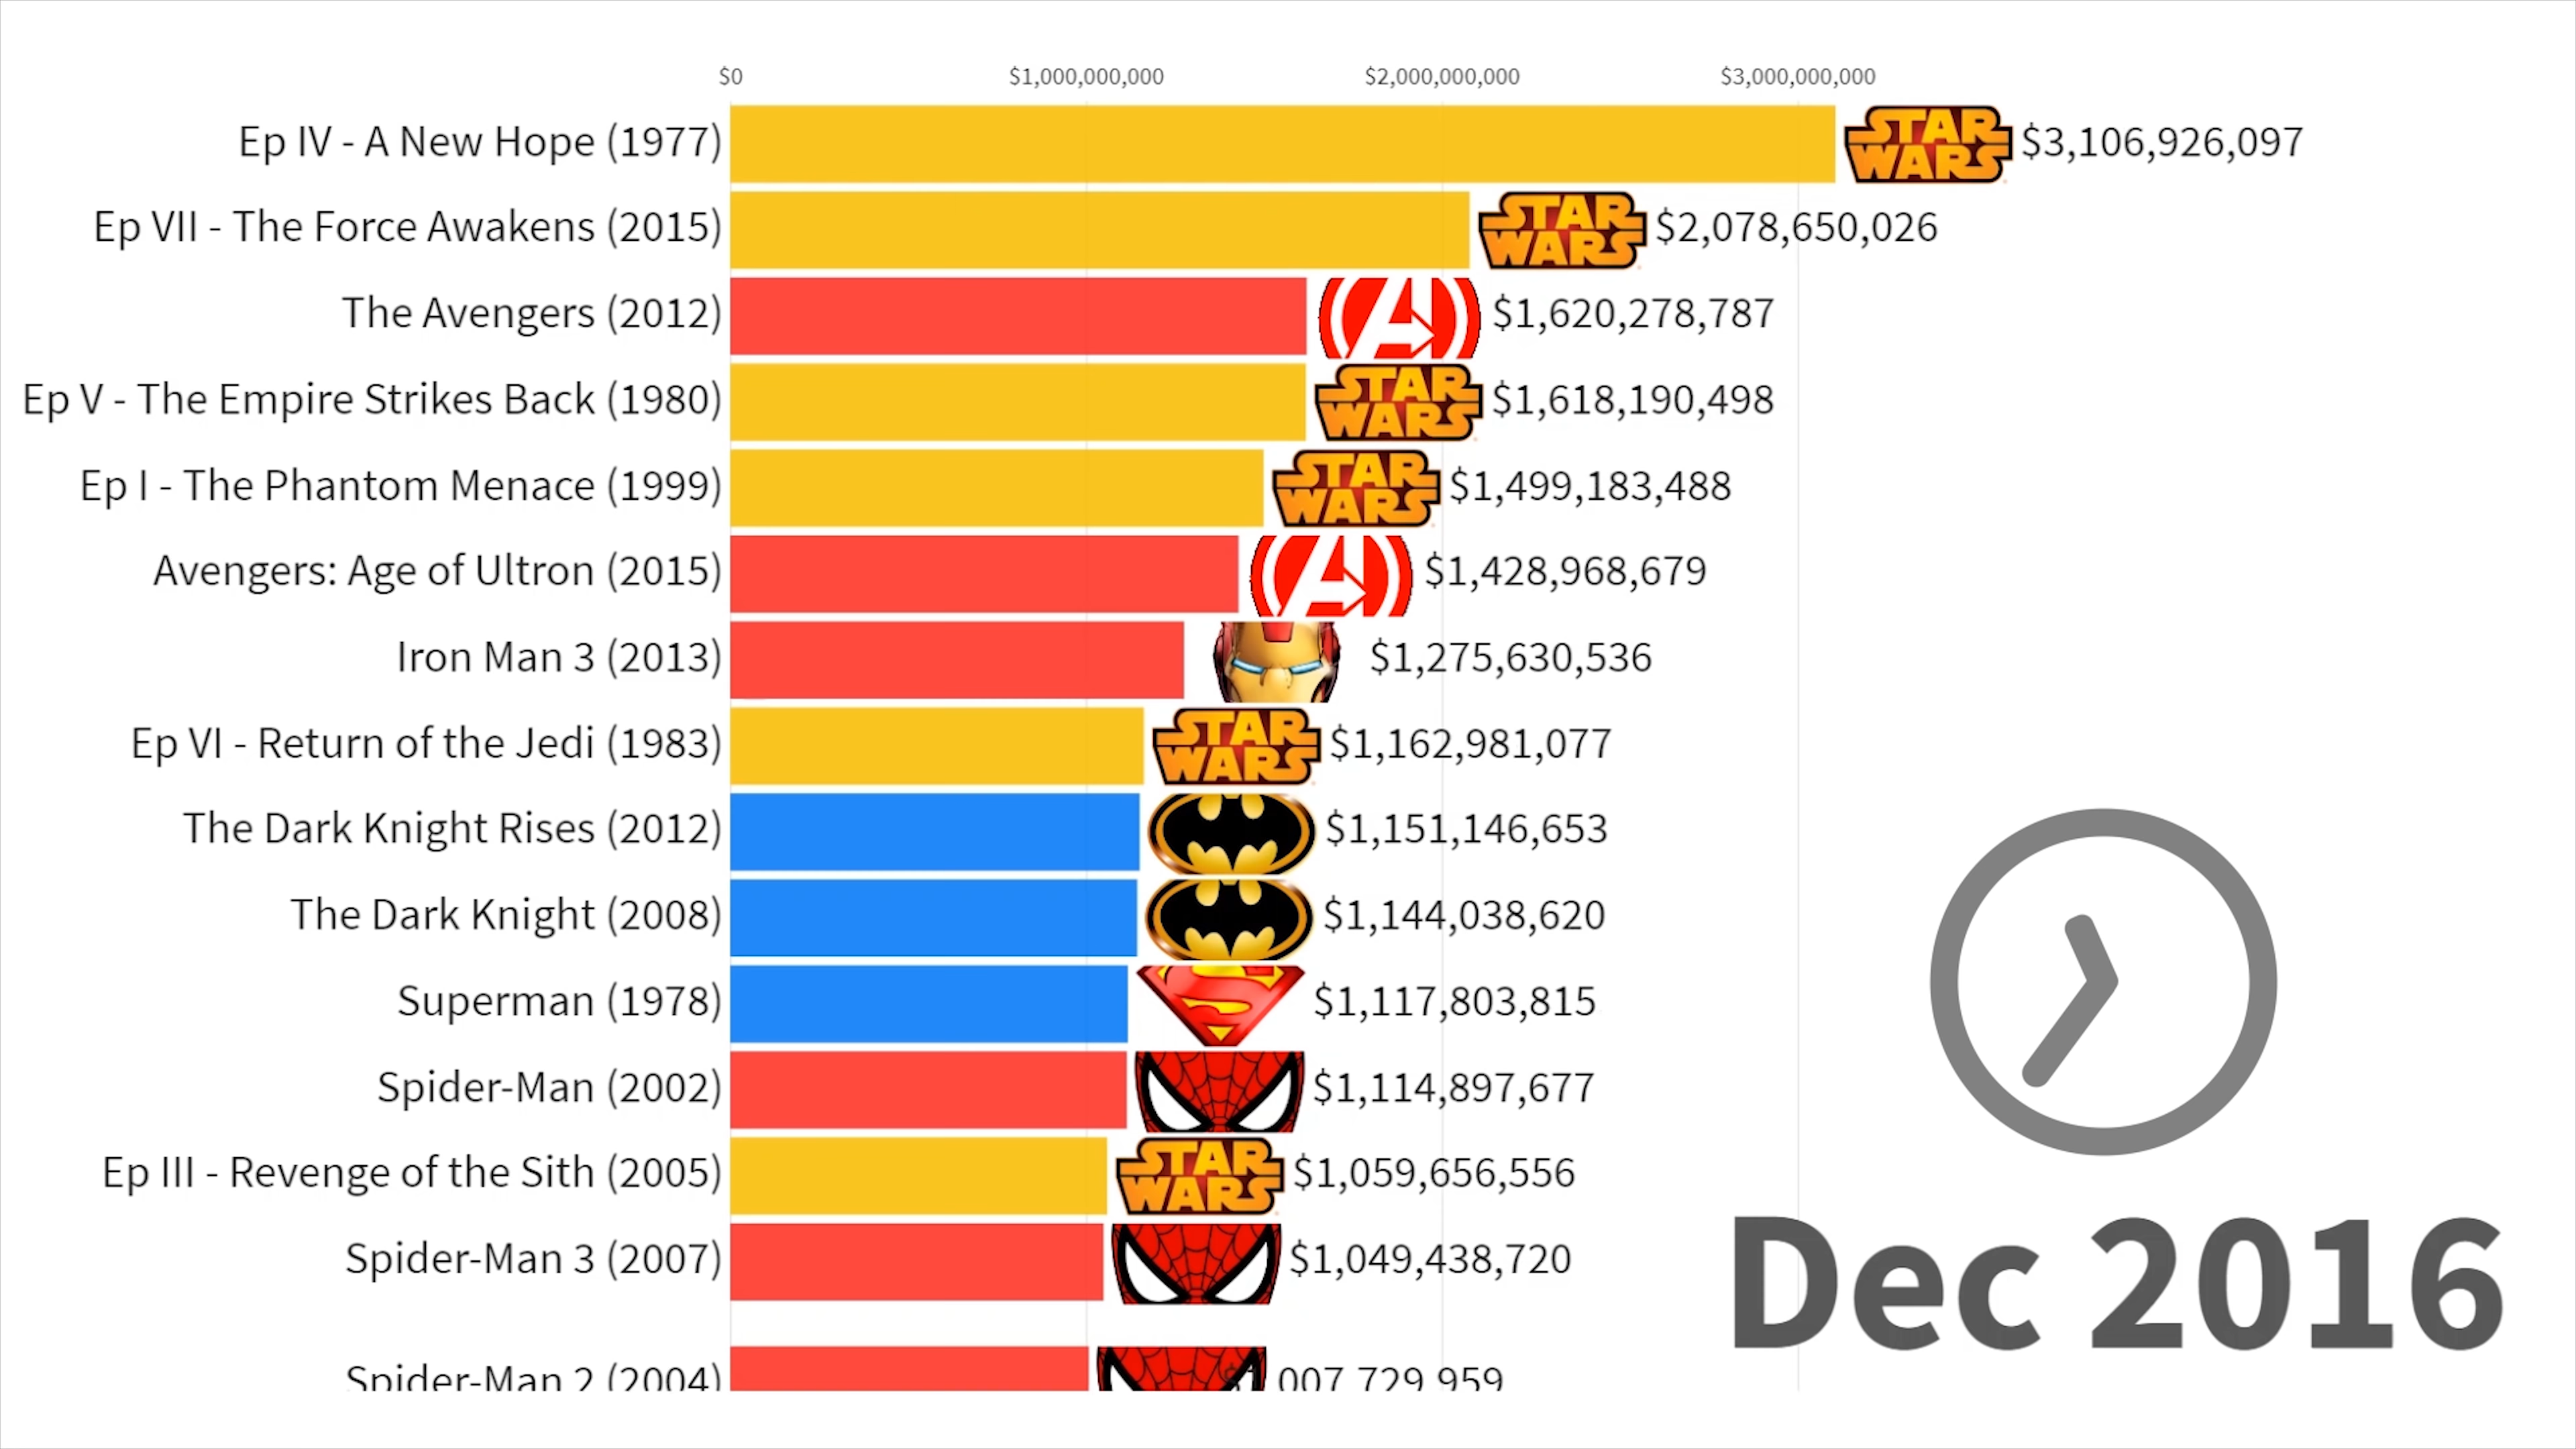 $0 $1,000,000,000 $2,000,000,000 $3,000,000,000
Ep IV - A New Hope (1977) STAR WARS $3,106,926,097
Ep VII - The Force Awakens (2015) STAR WARS $2,078,650,026
The Avengers (2012) A $1,620,278,787
Ep V - The Empire Strikes Back (1980) STAR WARS $1,618,190,498
Ep I - The Phantom Menace (1999) STAR WARS $1,499,183,488
Avengers: Age of Ultron (2015) A $1,428,968,679
Iron Man 3 (2013) $1,275,630,536
Ep VI - Return of the Jedi (1983) STAR WARS $1,162,981,077
The Dark Knight Rises (2012) $1,151,146,653
The Dark Knight (2008) $1,144,038,620
Superman (1978) S $1,117,803,815
Spider-Man (2002) $1,114,897,677
Ep III - Revenge of the Sith (2005) STAR WARS $1,059,656,556
Spider-Man 3 (2007) $1,049,438,720
Spider-Man 2 (2004) 007,729,959
Dec 2016